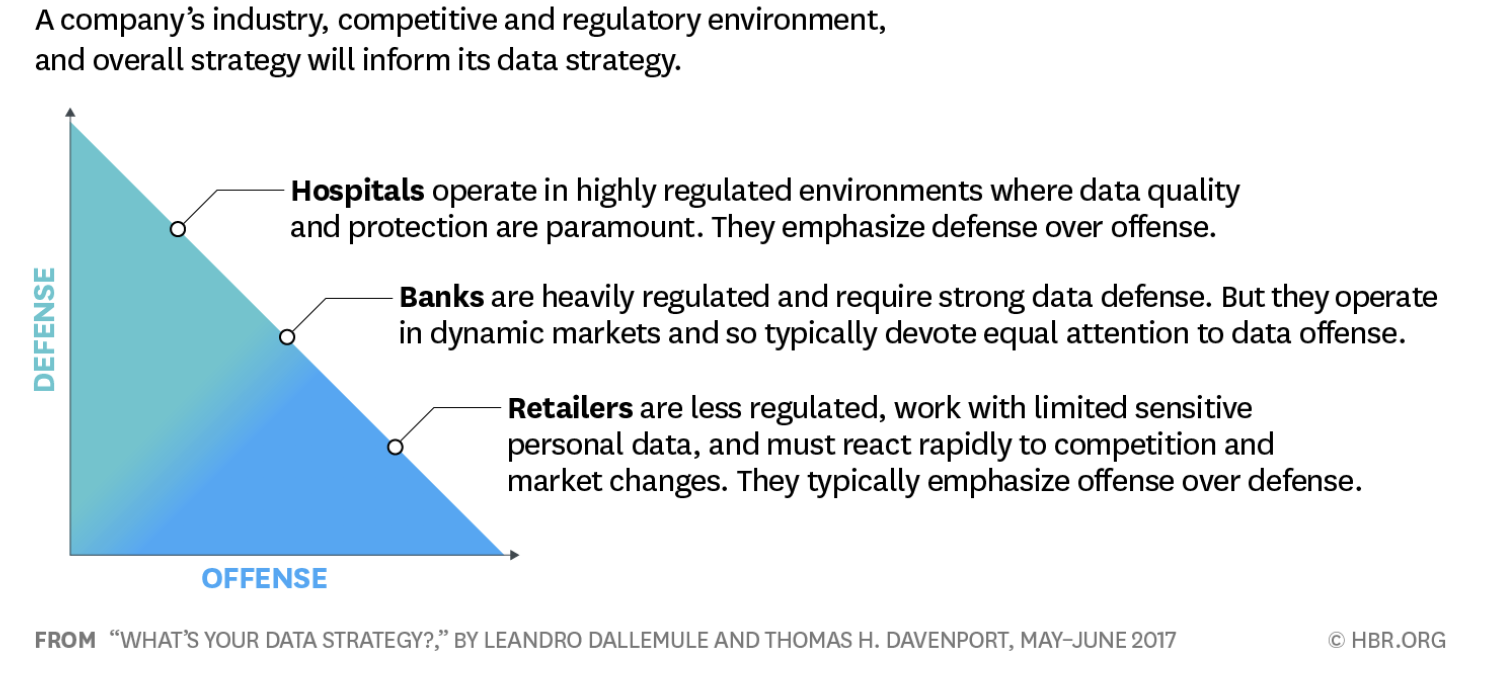 A company’s industry, competitive and regulatory environment,
and overall strategy will inform its data strategy.
Hospitals operate in highly regulated environments where data quality
and protection are paramount. They emphasize defense over offense.
Banks are heavily regulated and require strong data defense. But they operate
in dynamic markets and so typically devote equal attention to data offense.
DEFENSE
Retailers are less regulated, work with limited sensitive
personal data, and must react rapidly to competition and
market changes. They typically emphasize offense over defense.
OFFENSE
FROM “WHAT’S YOUR DATA STRATEGY?,” BY LEANDRO DALLEMULE AND THOMAS H. DAVENPORT, MAY–JUNE 2017
© HBR.ORG